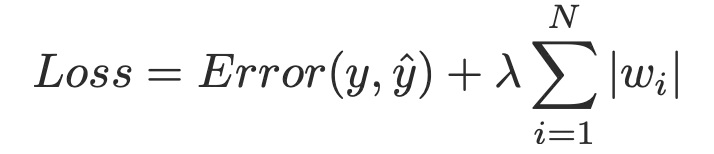 Loss = Error(y, ŷ) + λ ∑_{i=1}^{N} |w_i|